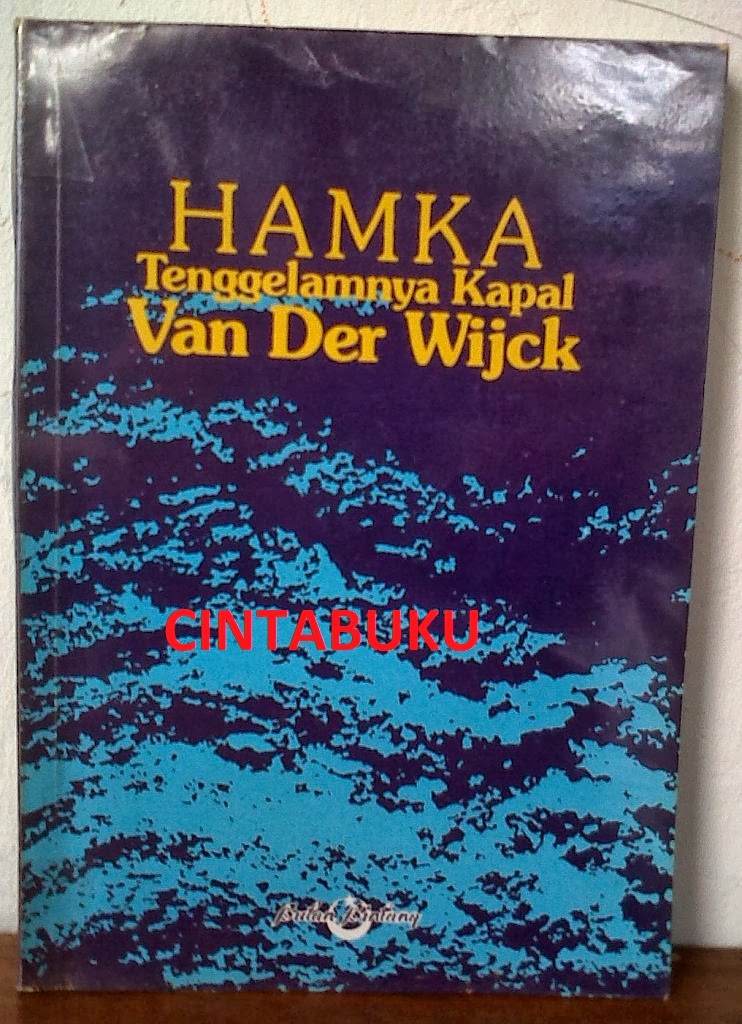 HAMKA
Tenggelamnya Kapal
Van Der Wijck
CINTABUKU
Bulan Bintang